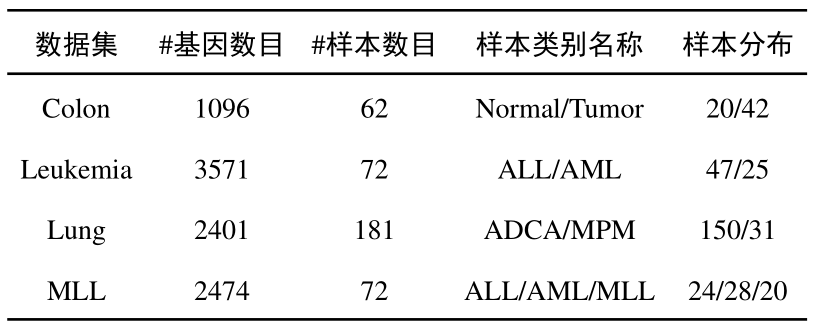 数据集 #基因数目 #样本数目 样本类别名称 样本分布
Colon 1096 62 Normal/Tumor 20/42
Leukemia 3571 72 ALL/AML 47/25
Lung 2401 181 ADCA/MPM 150/31
MLL 2474 72 ALL/AML/MLL 24/28/20